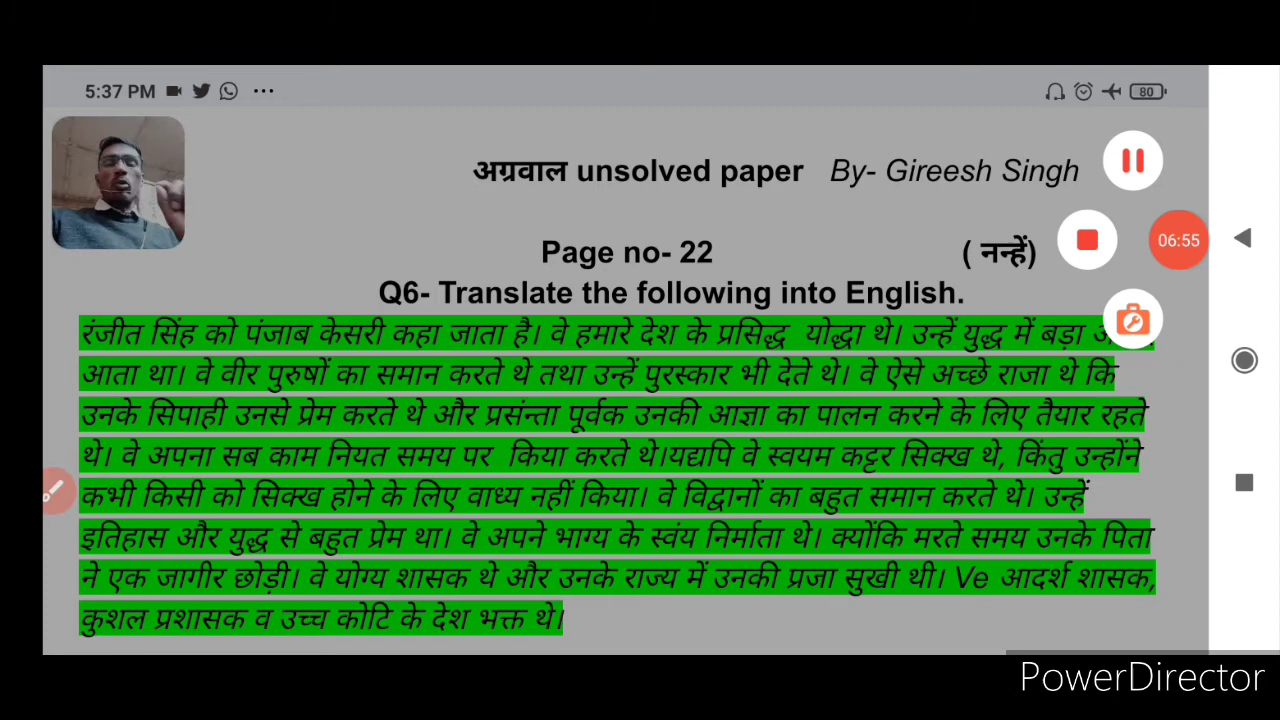 5:37 PM ...
80
अग्रवाल unsolved paper By- Gireesh Singh
Page no- 22 ( नन्हें)
06:55
Q6- Translate the following into English.
रंजीत सिंह को पंजाब केसरी कहा जाता है। वे हमारे देश के प्रसिद्ध योद्धा थे। उन्हें युद्ध में बड़ा
आता था। वे वीर पुरुषों का समान करते थे तथा उन्हें पुरस्कार भी देते थे। वे ऐसे अच्छे राजा थे कि
उनके सिपाही उनसे प्रेम करते थे और प्रसंन्ता पूर्वक उनकी आज्ञा का पालन करने के लिए तैयार रहते
थे। वे अपना सब काम नियत समय पर किया करते थे।यद्यपि वे स्वयम कट्टर सिक्ख थे, किंतु उन्होंने
कभी किसी को सिक्ख होने के लिए वाध्य नहीं किया। वे विद्वानों का बहुत समान करते थे। उन्हें
इतिहास और युद्ध से बहुत प्रेम था। वे अपने भाग्य के स्वंय निर्माता थे। क्योंकि मरते समय उनके पिता
ने एक जागीर छोड़ी। वे योग्य शासक थे और उनके राज्य में उनकी प्रजा सुखी थी। Ve आदर्श शासक,
कुशल प्रशासक व उच्च कोटि के देश भक्त थे।
PowerDirector